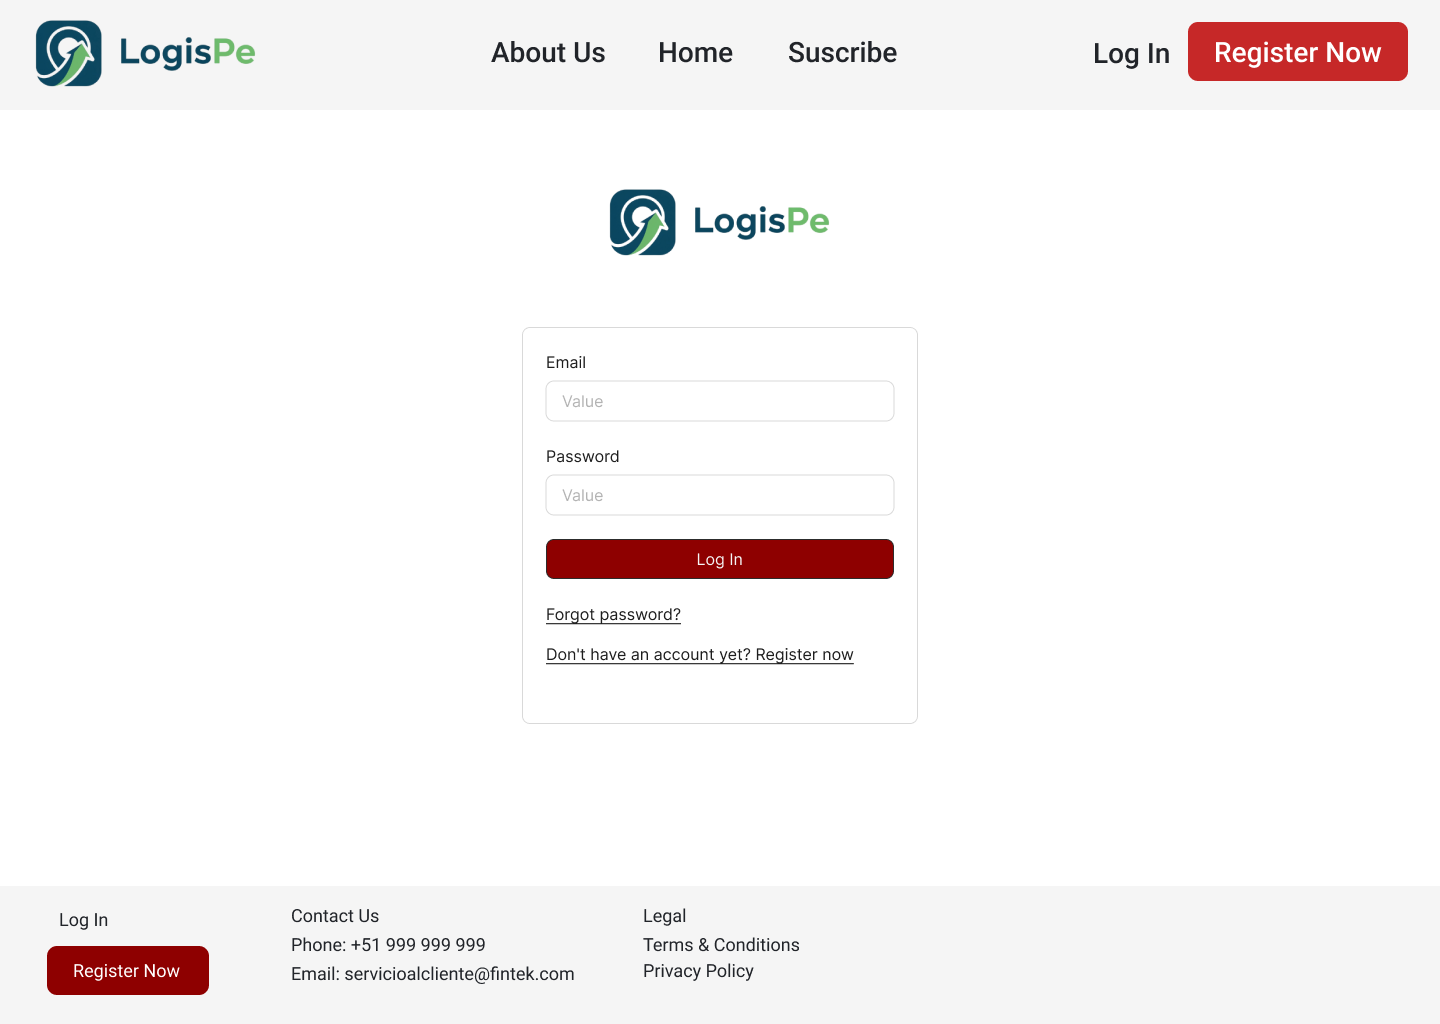 LogisPe
About Us
Home
Suscribe
Log In
Register Now
LogisPe
Email
Value
Password
Value
Log In
Forgot password?
Don't have an account yet? Register now
Log In
Register Now
Contact Us
Phone: +51 999 999 999
Email: servicioalcliente@fintek.com
Legal
Terms & Conditions
Privacy Policy